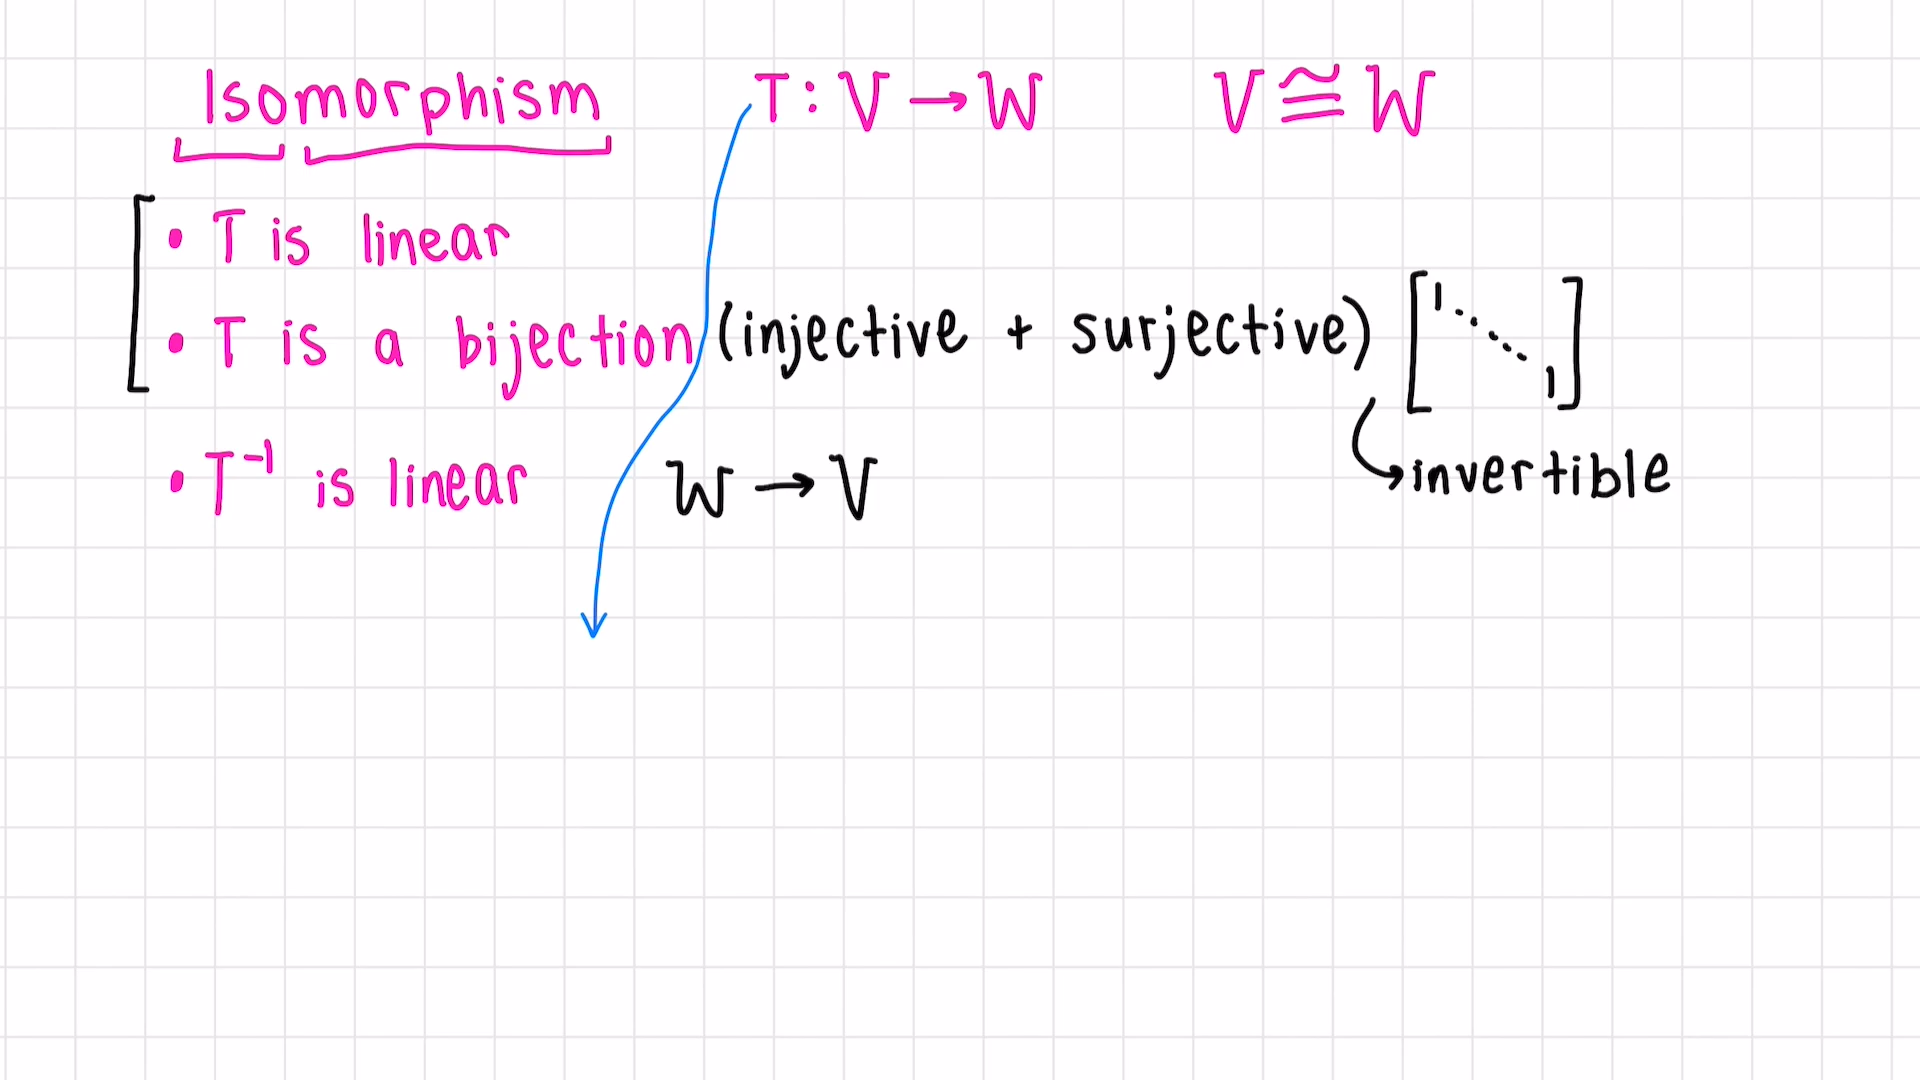 Isomorphism T: V → W V ≅ W
• T is linear
• T is a bijection (injective + surjective) [1 ⋱ 1]
• T⁻¹ is linear W → V → invertible